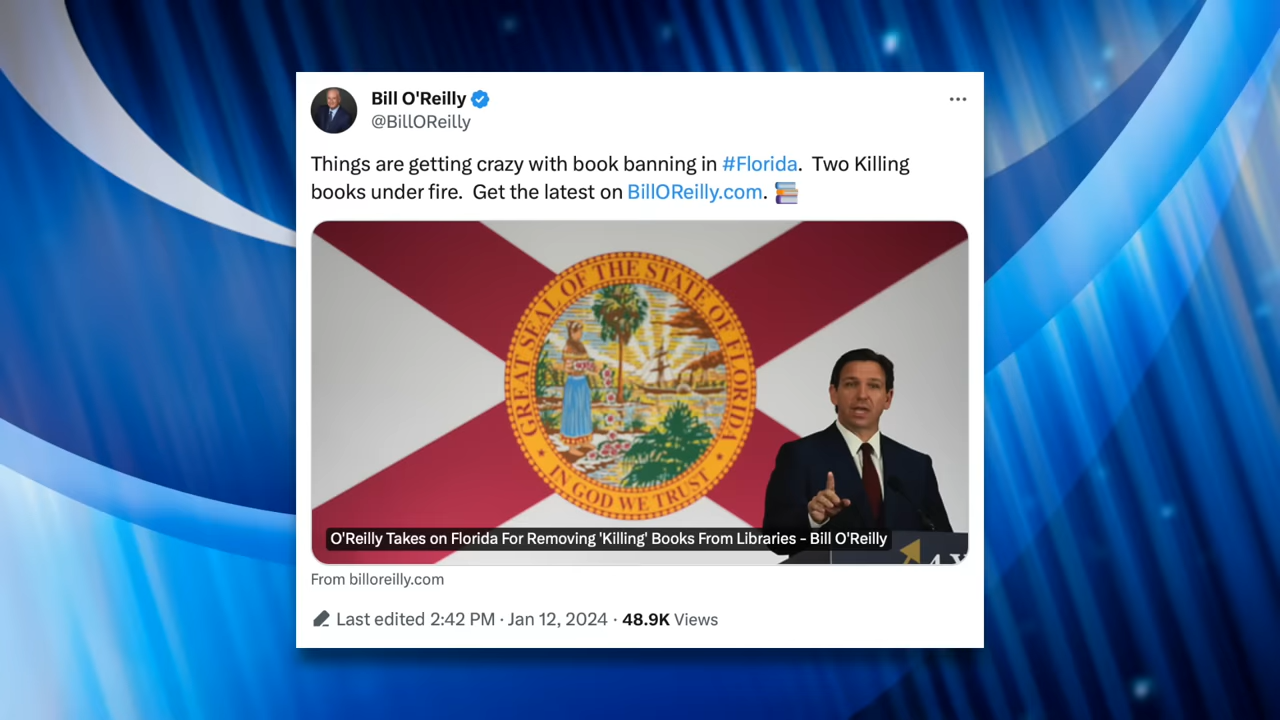 Bill O'Reilly
@BillOReilly
Things are getting crazy with book banning in #Florida. Two Killing
books under fire. Get the latest on BillOReilly.com. 📚
GREAT SEAL OF THE STATE OF FLORIDA
IN GOD WE TRUST
O'Reilly Takes on Florida For Removing 'Killing' Books From Libraries - Bill O'Reilly
From billoreilly.com
Last edited 2:42 PM · Jan 12, 2024 · 48.9K Views